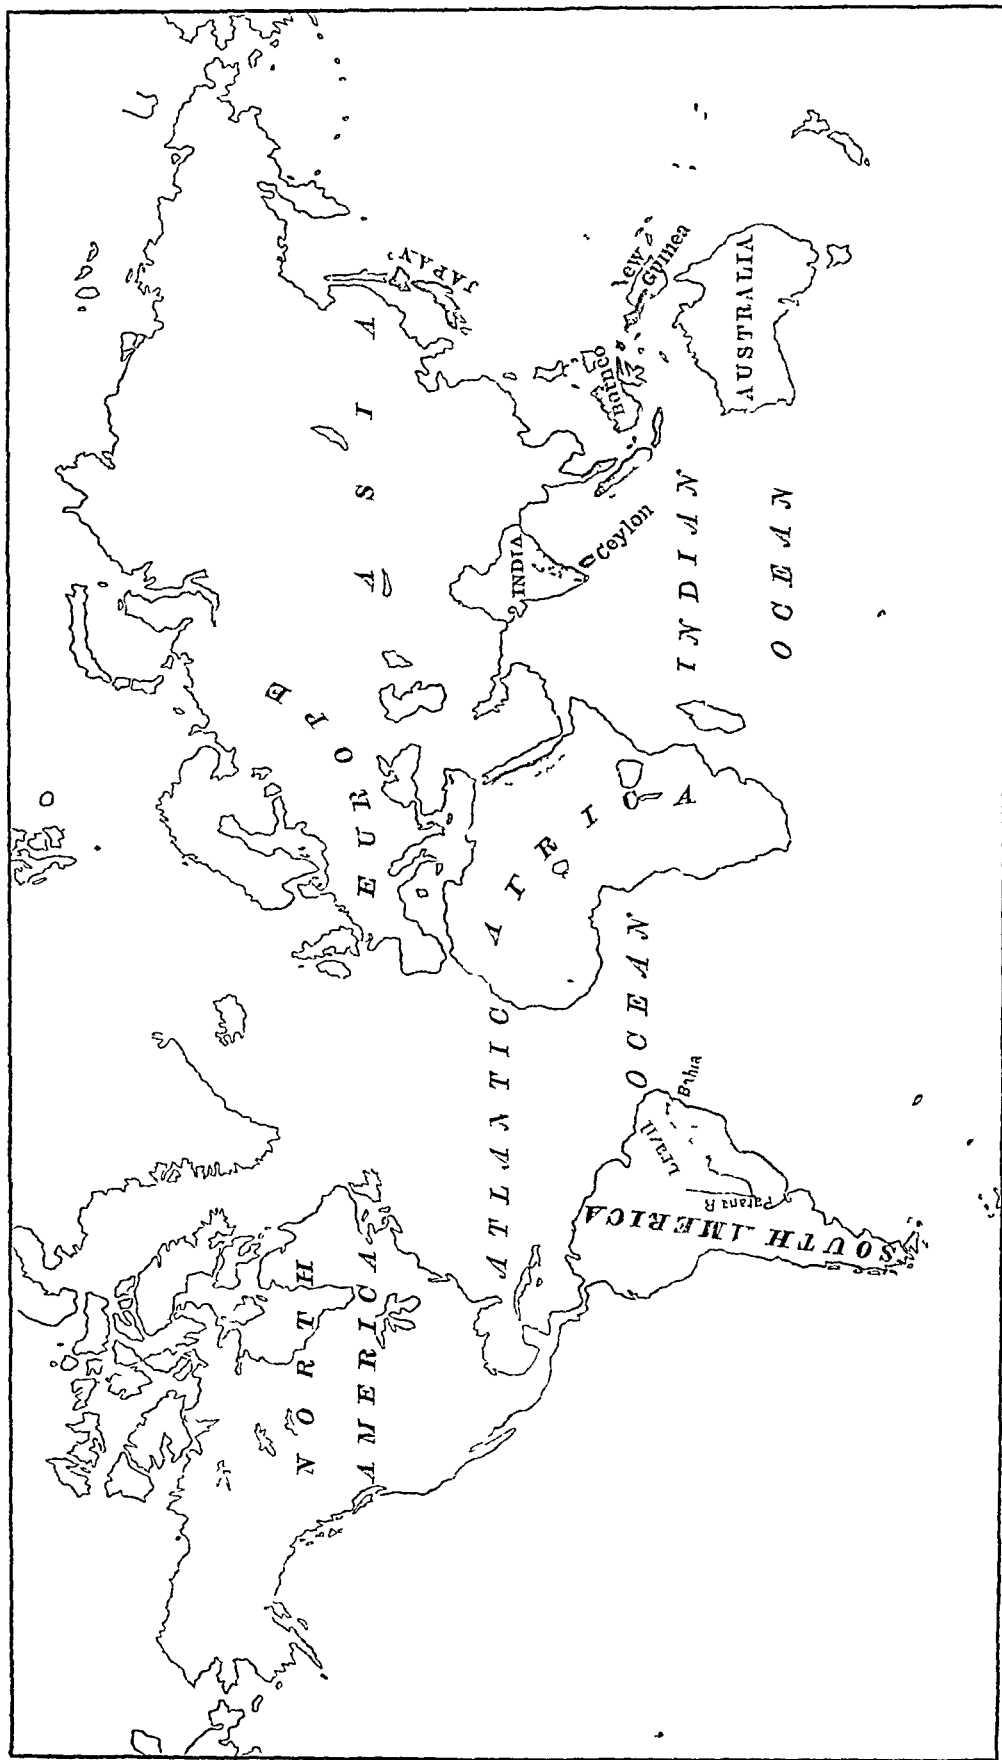 NORTH
AMERICA
EUROPE
ASIA
JAPAN
ATLANTIC
OCEAN
AFRICA
INDIA
Ceylon
Borneo
New
Guinea
INDIAN
OCEAN
AUSTRALIA
Brazil
Bahia
Parana R
SOUTH AMERICA